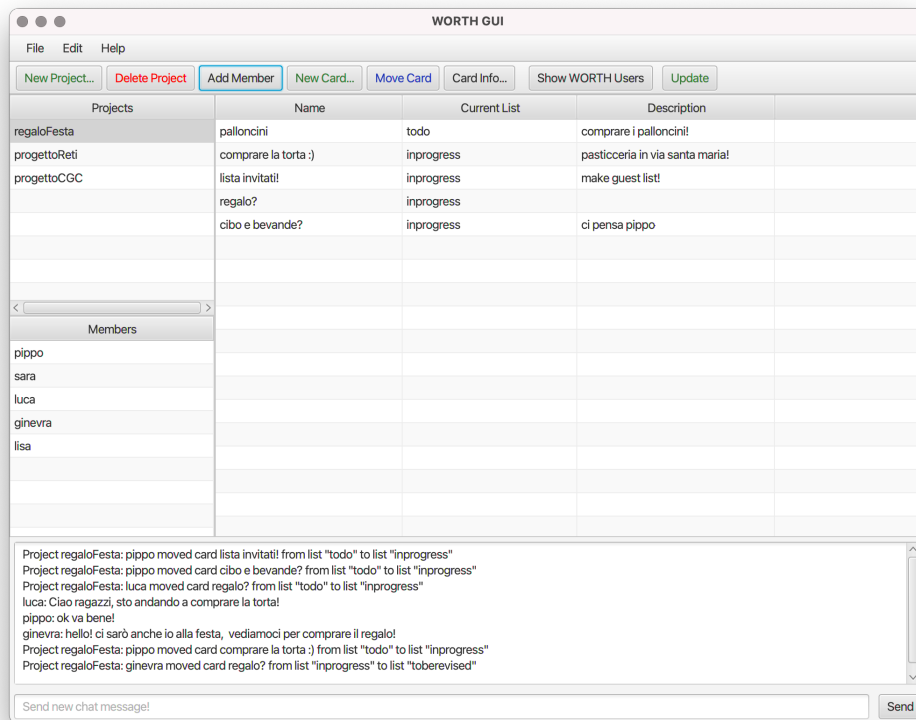 WORTH GUI
File Edit Help
New Project... Delete Project Add Member New Card... Move Card Card Info... Show WORTH Users Update
Projects
regaloFesta
progettoReti
progettoCGC
Name Current List Description
palloncini todo comprare i palloncini!
comprare la torta :) inprogress pasticceria in via santa maria!
lista invitati! inprogress make guest list!
regalo? inprogress
cibo e bevande? inprogress ci pensa pippo
Members
pippo
sara
luca
ginevra
lisa
Project regaloFesta: pippo moved card lista invitati! from list "todo" to list "inprogress"
Project regaloFesta: pippo moved card cibo e bevande? from list "todo" to list "inprogress"
Project regaloFesta: luca moved card regalo? from list "todo" to list "inprogress"
luca: Ciao ragazzi, sto andando a comprare la torta!
pippo: ok va bene!
ginevra: hello! ci sarò anche io alla festa,  vediamoci per comprare il regalo!
Project regaloFesta: pippo moved card comprare la torta :) from list "todo" to list "inprogress"
Project regaloFesta: ginevra moved card regalo? from list "inprogress" to list "toberevised"
Send new chat message! Send